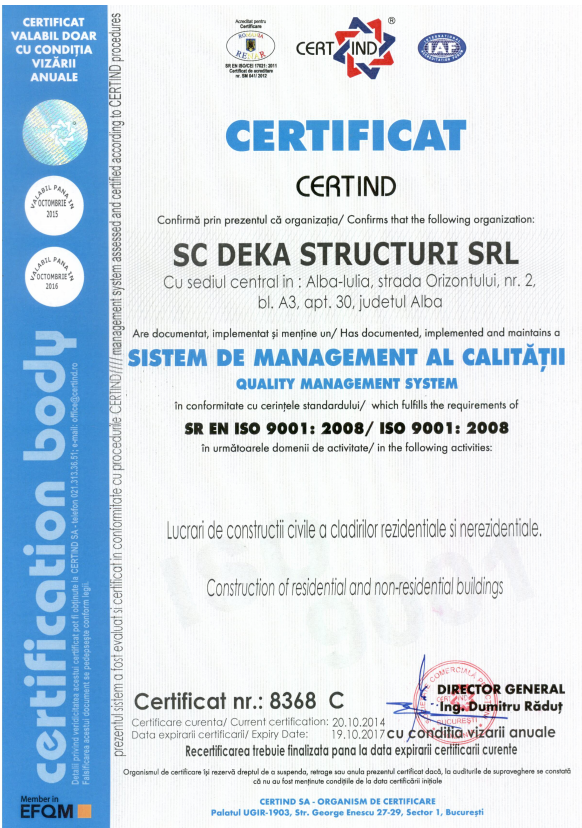 CERTIFICAT
VALABIL DOAR
CU CONDIȚIA
VIZĂRII
ANUALE
VALABIL PANA IN
OCTOMBRIE
2015
VALABIL PANA IN
OCTOMBRIE
2016
certification body
Detalii privind veridicitatea acestui certificat pot fi obținute la CERTIND SA - telefon 021.313.36.51; e-mail: office@certind.ro
Falsificarea acestui document se pedepsește conform legii.
Member in
EFQM
prezentul sistem a fost evaluat si certificat in conformitate cu procedurile CERTIND//// management system assessed and certified according to CERTIND procedures
Acreditat pentru
Certificare
ROMANIA
RENAR
SR EN ISO/CEI 17021: 2011
Certificat de acreditare
nr. SM 041/ 2012
CERT IND ®
INTERNATIONAL
IAF
ACCREDITATION FORUM
CERTIFICAT
CERTIND
Confirmă prin prezentul că organizația/ Confirms that the following organization:
SC DEKA STRUCTURI SRL
Cu sediul central in : Alba-Iulia, strada Orizontului, nr. 2,
bl. A3, apt. 30, judetul Alba
Are documentat, implementat și menține un/ Has documented, implemented and maintains a
SISTEM DE MANAGEMENT AL CALITĂȚII
QUALITY MANAGEMENT SYSTEM
în conformitate cu cerințele standardului/ which fulfills the requirements of
SR EN ISO 9001: 2008/ ISO 9001: 2008
în următoarele domenii de activitate/ in the following activities:
Lucrari de constructii civile a cladirilor rezidentiale si nerezidentiale.
Construction of residential and non-residential buildings
Certificat nr.: 8368 C
DIRECTOR GENERAL
Ing. Dumitru Răduț
BUCUREȘTI
Certificare curenta/ Current certification: 20.10.2014
Data expirarii certificarii/ Expiry Date: 19.10.2017 cu conditia vizarii anuale
Recertificarea trebuie finalizata pana la data expirarii certificarii curente
Organismul de certificare își rezervă dreptul de a suspenda, retrage sau anula prezentul certificat dacă, la auditurile de supraveghere se constată
că nu au fost menținute condițiile de la data certificării inițiale
CERTIND SA - ORGANISM DE CERTIFICARE
Palatul UGIR-1903, Str. George Enescu 27-29, Sector 1, București